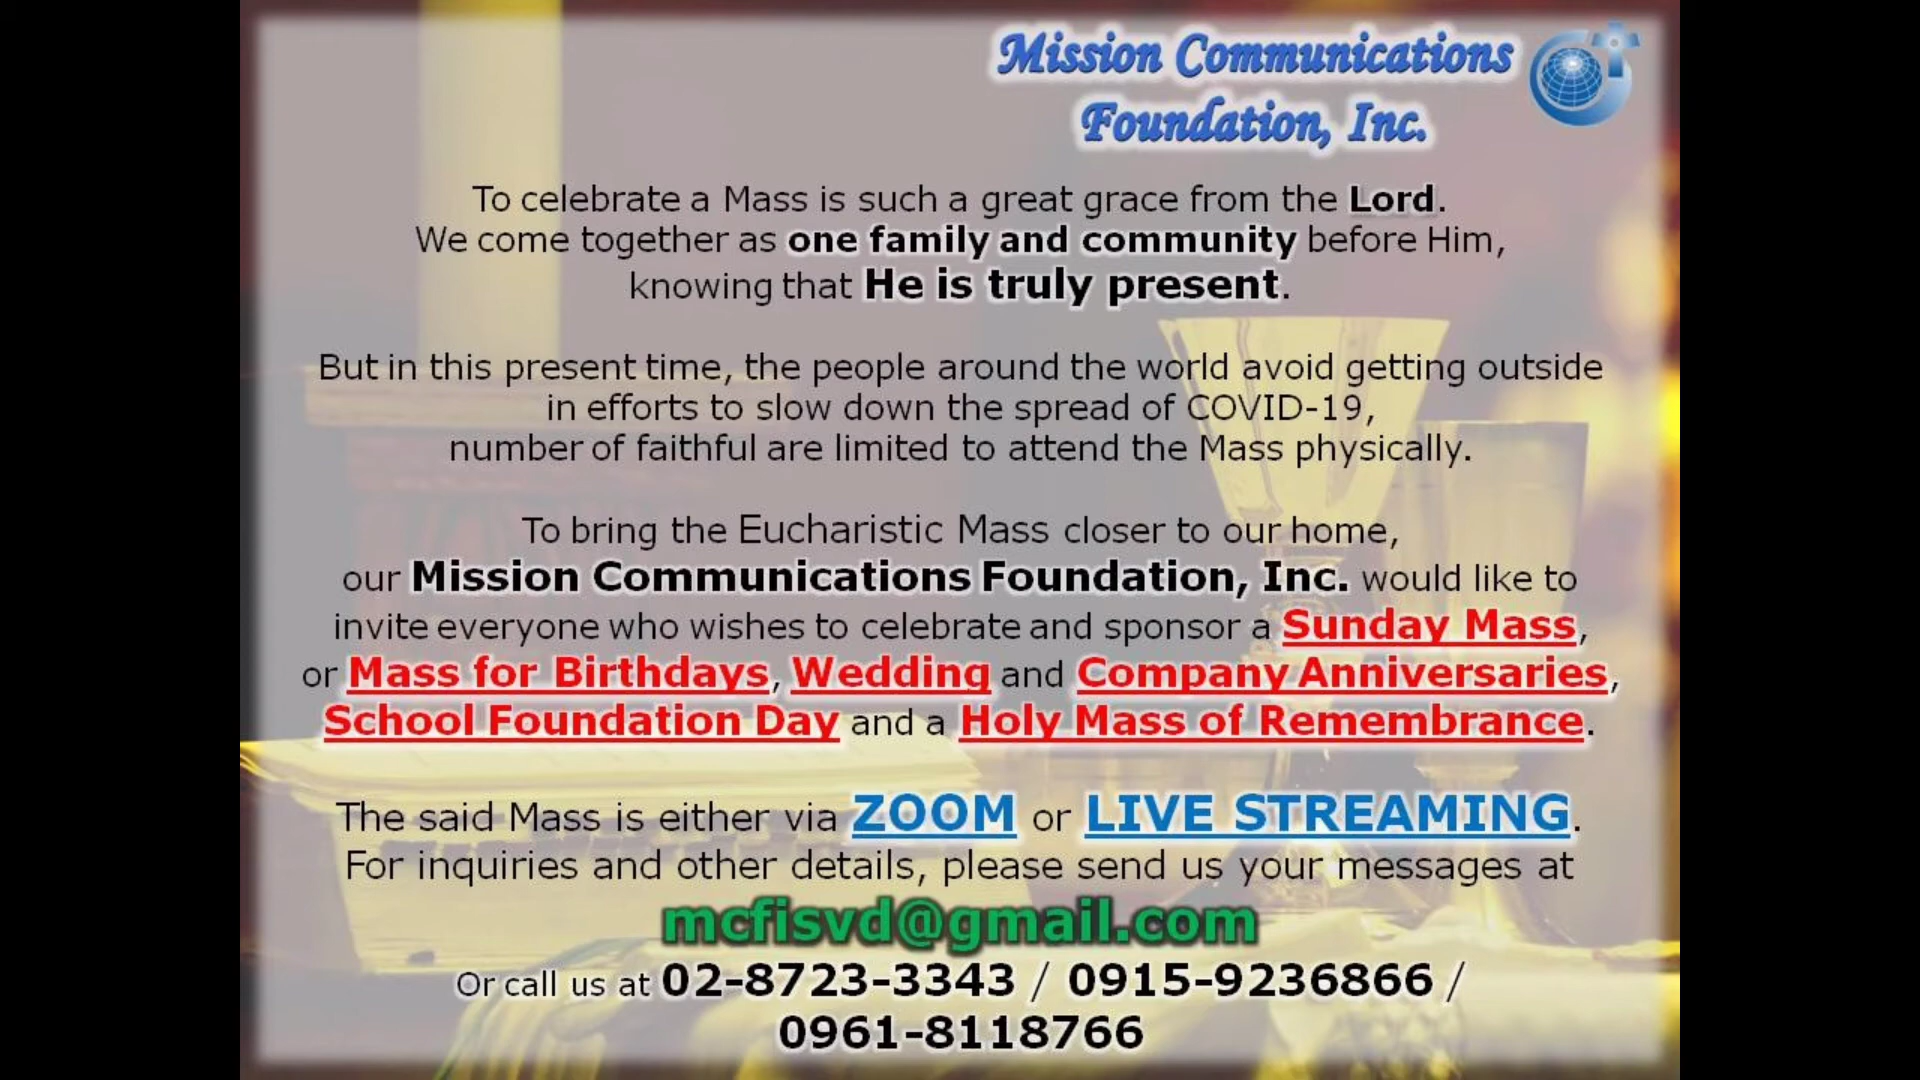 Mission Communications
Foundation, Inc.
To celebrate a Mass is such a great grace from the Lord.
We come together as one family and community before Him,
knowing that He is truly present.
But in this present time, the people around the world avoid getting outside
in efforts to slow down the spread of COVID-19,
number of faithful are limited to attend the Mass physically.
To bring the Eucharistic Mass closer to our home,
our Mission Communications Foundation, Inc. would like to
invite everyone who wishes to celebrate and sponsor a Sunday Mass,
or Mass for Birthdays, Wedding and Company Anniversaries,
School Foundation Day and a Holy Mass of Remembrance.
The said Mass is either via ZOOM or LIVE STREAMING.
For inquiries and other details, please send us your messages at
mcfisvd@gmail.com
Or call us at 02-8723-3343 / 0915-9236866 /
0961-8118766